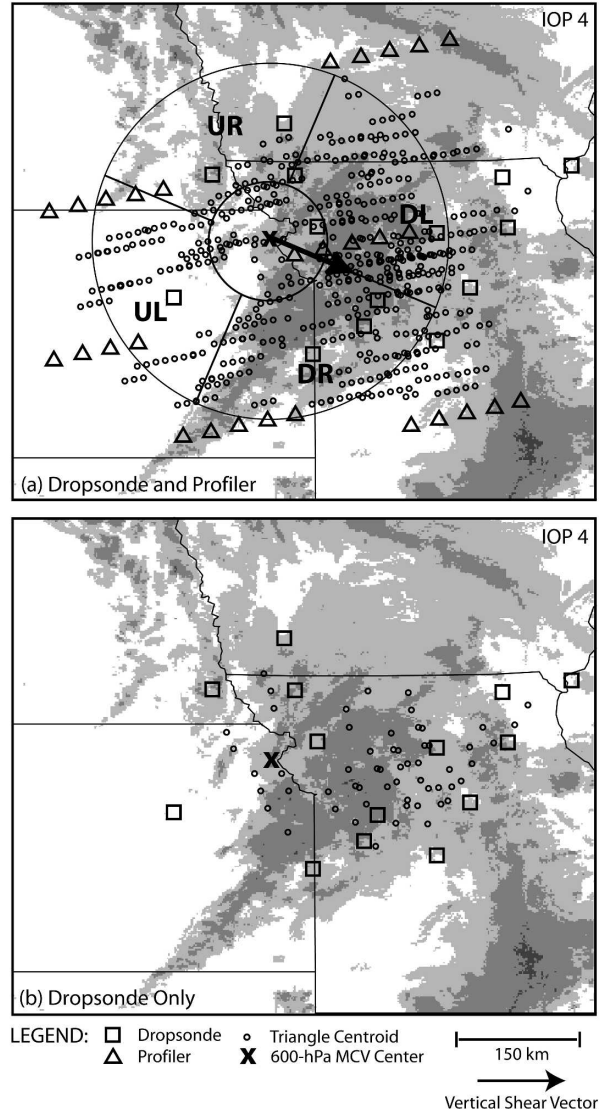 IOP 4
UR
DL
X
UL
DR
(a) Dropsonde and Profiler
IOP 4
X
(b) Dropsonde Only
LEGEND: Dropsonde Triangle Centroid
Profiler X 600-hPa MCV Center
150 km
Vertical Shear Vector